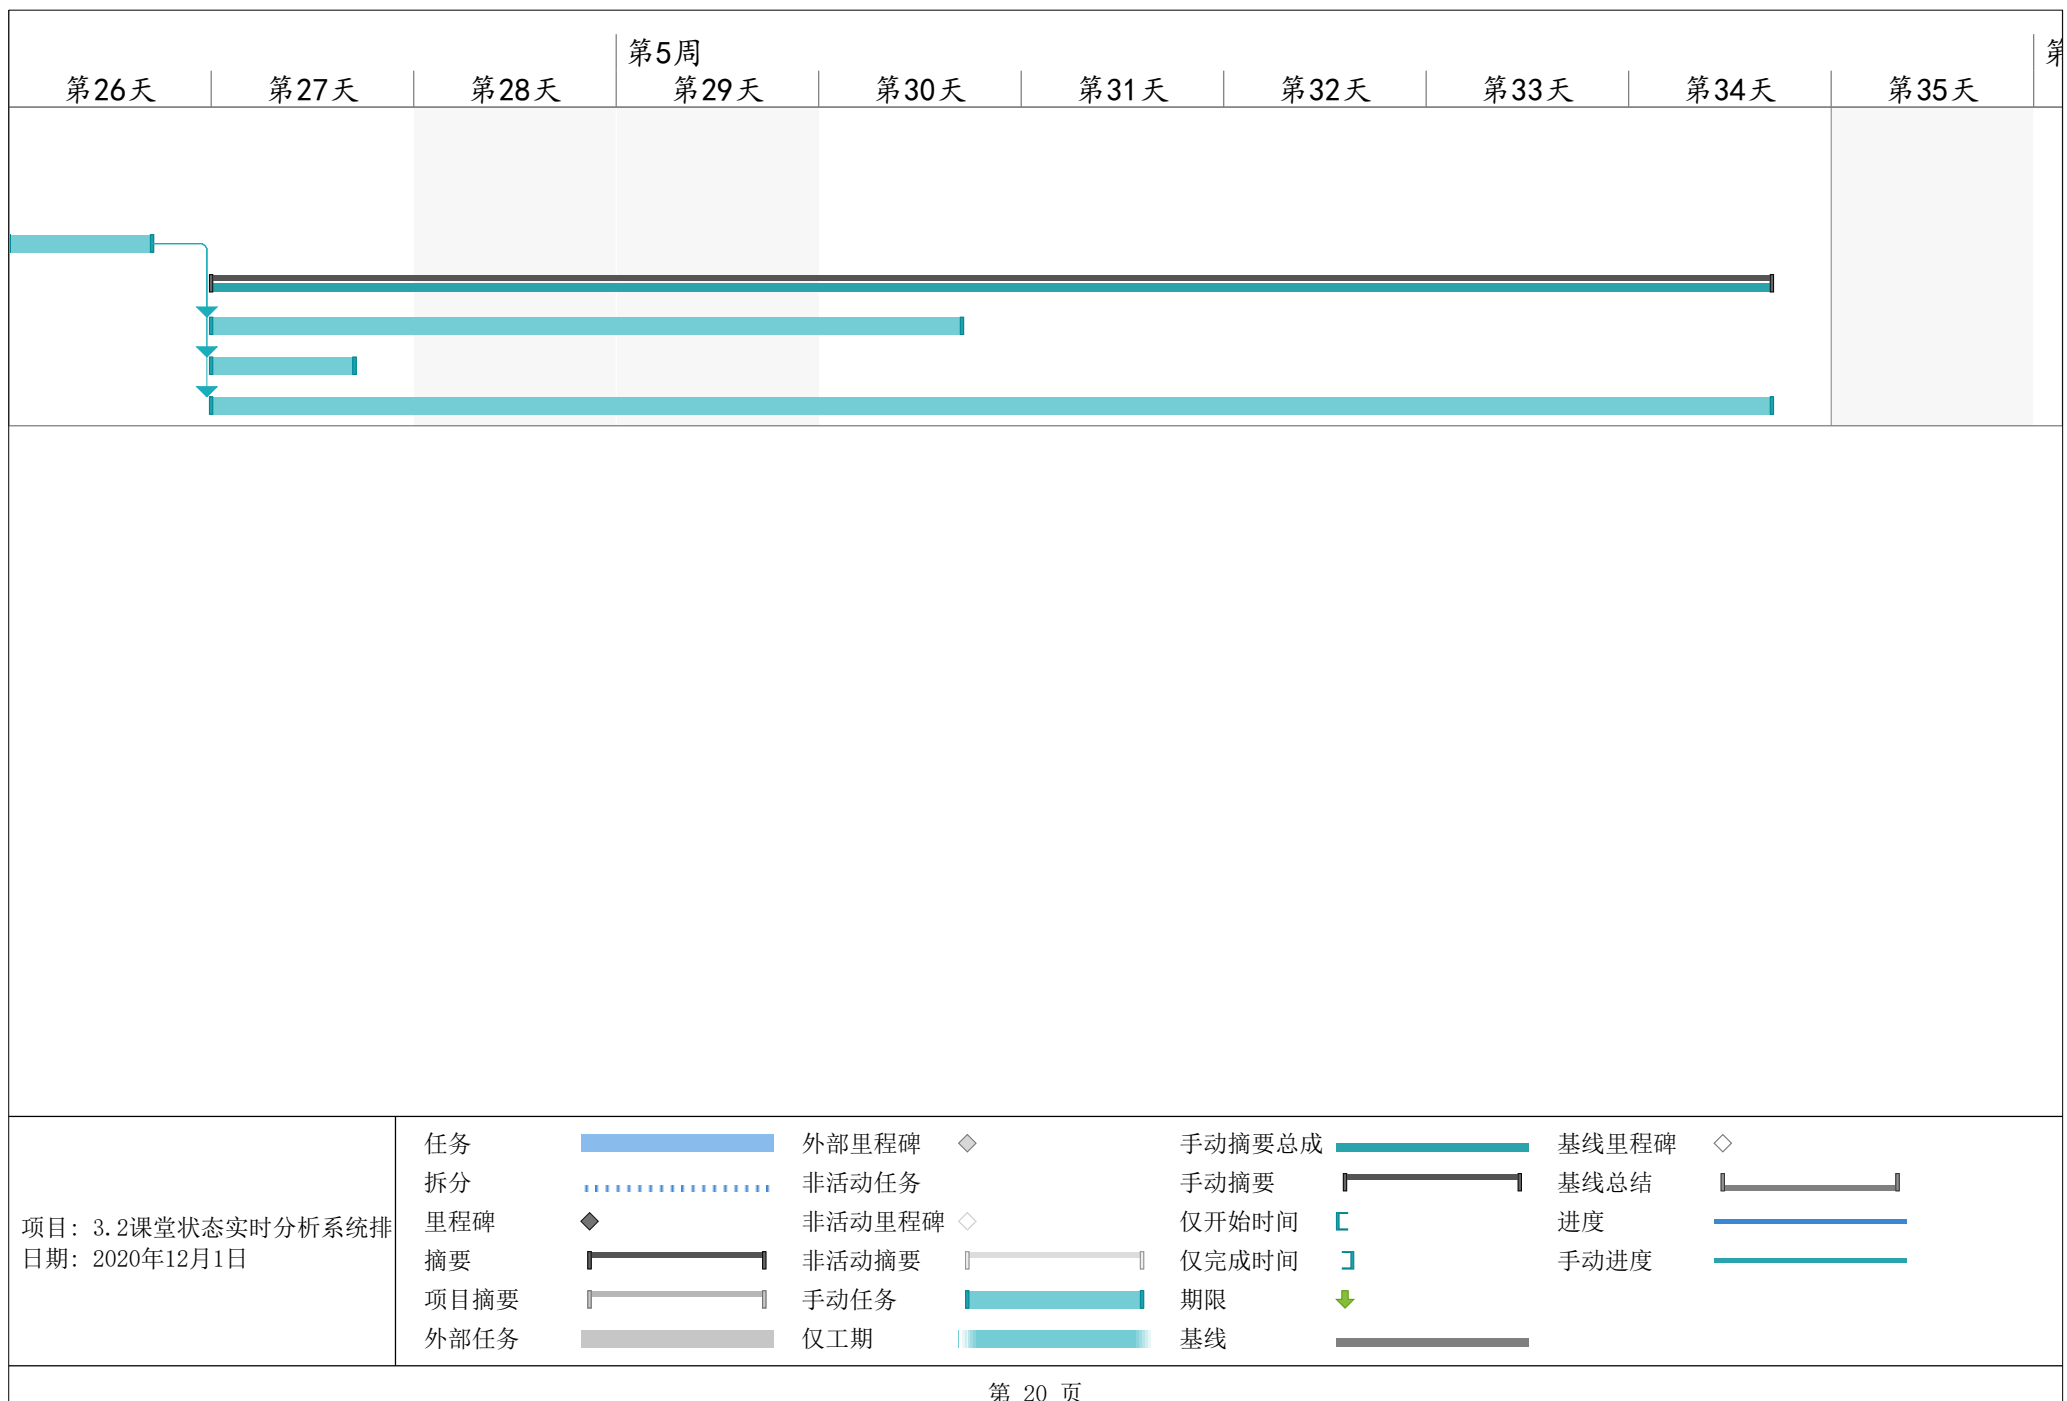 第5周
第26天 第27天 第28天 第29天 第30天 第31天 第32天 第33天 第34天 第35天
项目: 3.2课堂状态实时分析系统排
日期: 2020年12月1日
任务 外部里程碑 手动摘要总成 基线里程碑
拆分 非活动任务 手动摘要 基线总结
里程碑 非活动里程碑 仅开始时间 进度
摘要 非活动摘要 仅完成时间 手动进度
项目摘要 手动任务 期限
外部任务 仅工期 基线
第 20 页